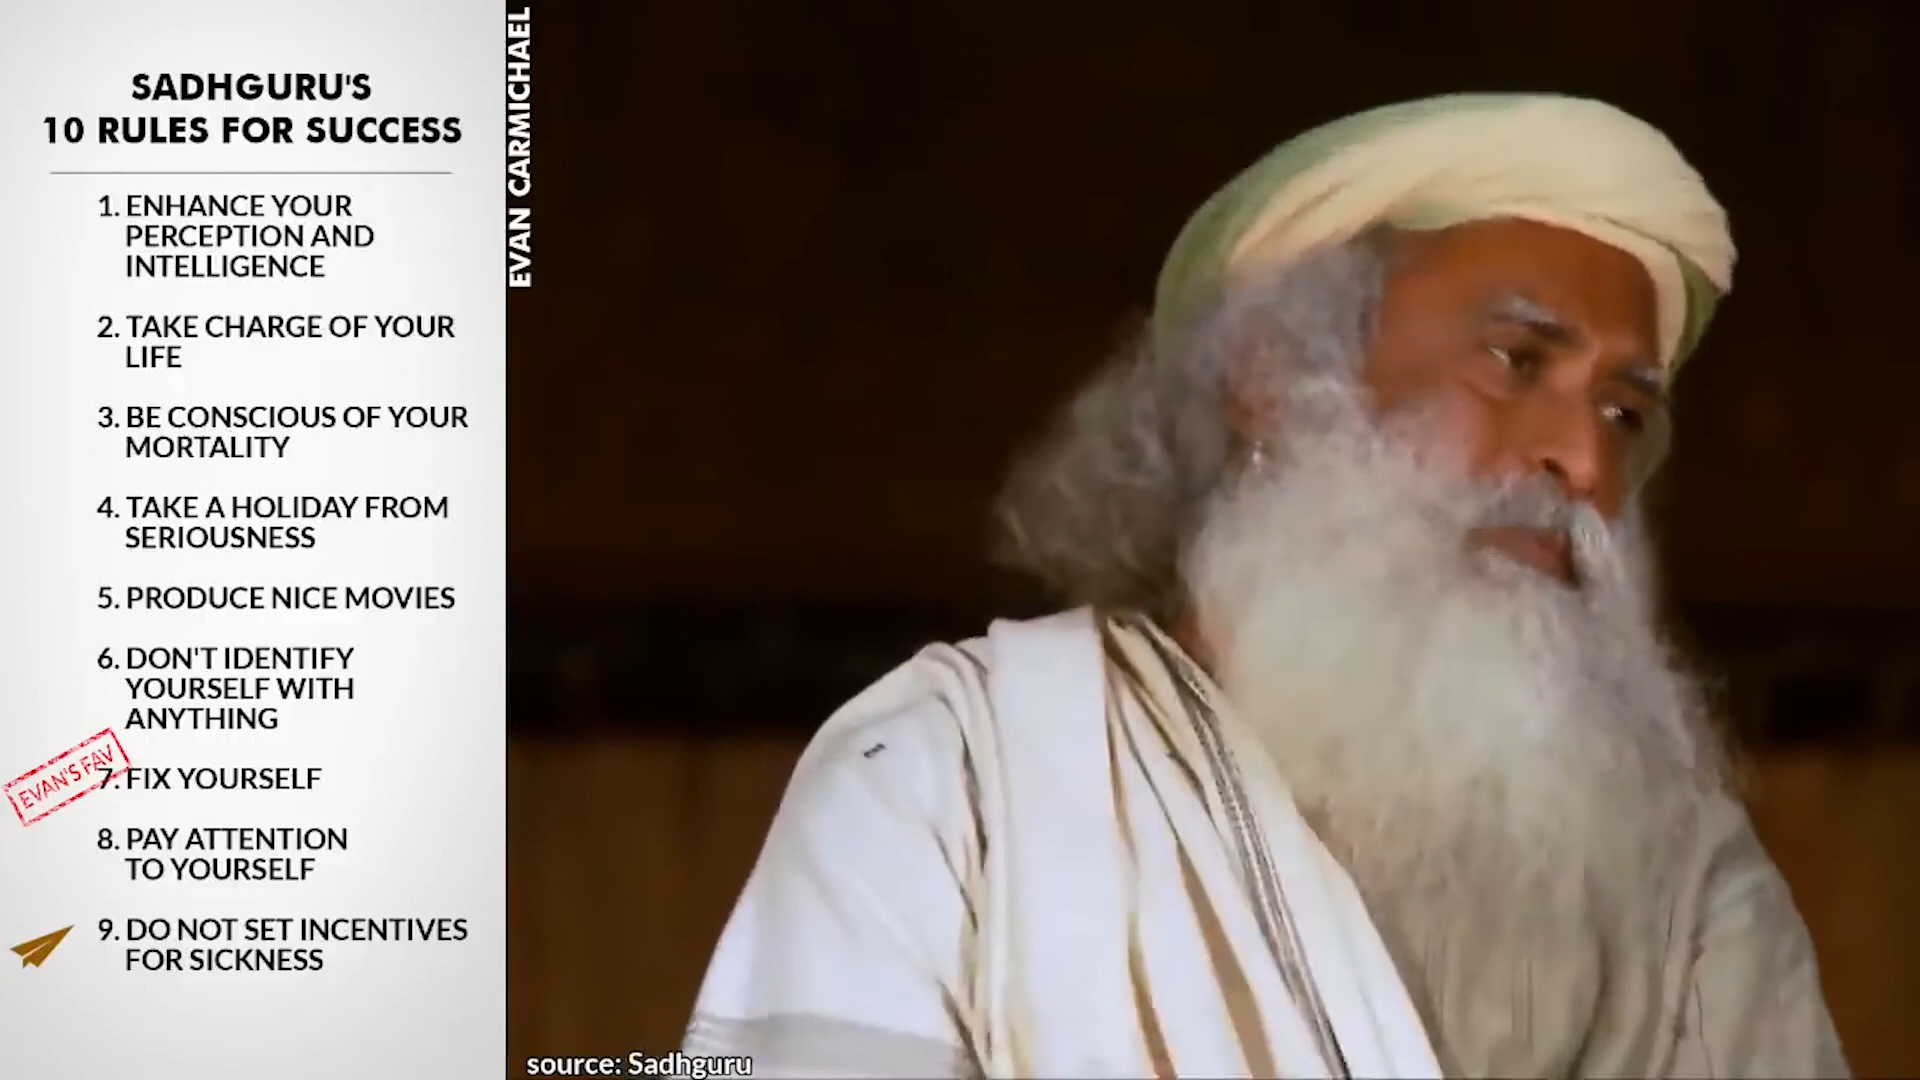 SADHGURU'S
10 RULES FOR SUCCESS
1. ENHANCE YOUR
PERCEPTION AND
INTELLIGENCE
2. TAKE CHARGE OF YOUR
LIFE
3. BE CONSCIOUS OF YOUR
MORTALITY
4. TAKE A HOLIDAY FROM
SERIOUSNESS
5. PRODUCE NICE MOVIES
6. DON'T IDENTIFY
YOURSELF WITH
ANYTHING
EVAN'S FAV
7. FIX YOURSELF
8. PAY ATTENTION
TO YOURSELF
9. DO NOT SET INCENTIVES
FOR SICKNESS
EVAN CARMICHAEL
source: Sadhguru